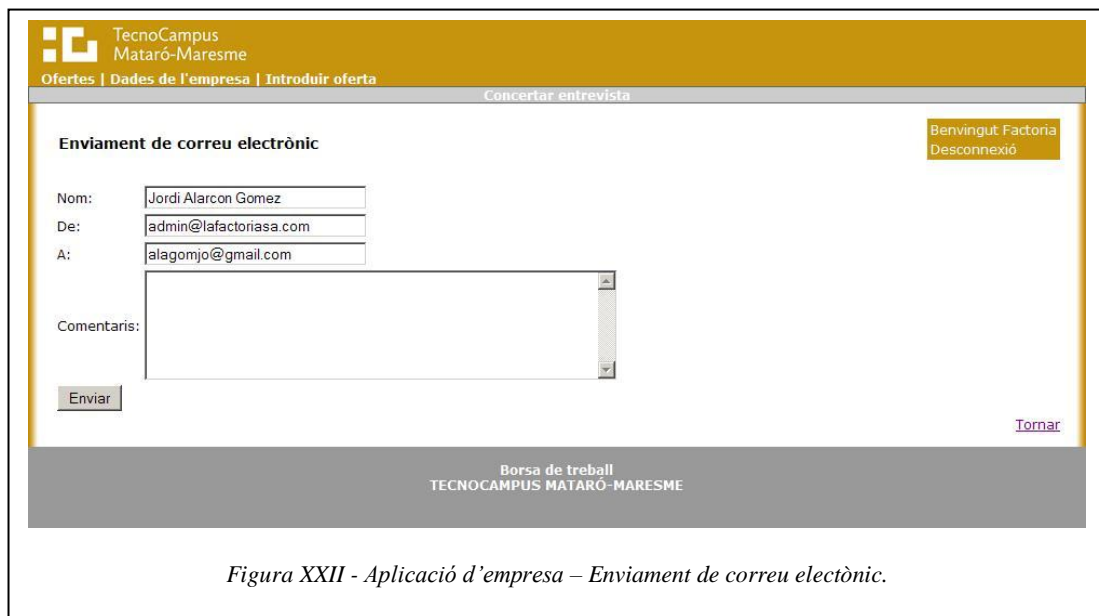 TecnoCampus
Mataró-Maresme
Ofertes | Dades de l'empresa | Introduir oferta
Concertar entrevista
Benvingut Factoria
Desconnexió
Enviament de correu electrònic
Nom: Jordi Alarcon Gomez
De: admin@lafactoriasa.com
A: alagomjo@gmail.com
Comentaris:
Enviar
Tornar
Borsa de treball
TECNOCAMPUS MATARÓ-MARESME
Figura XXII - Aplicació d’empresa – Enviament de correu electònic.